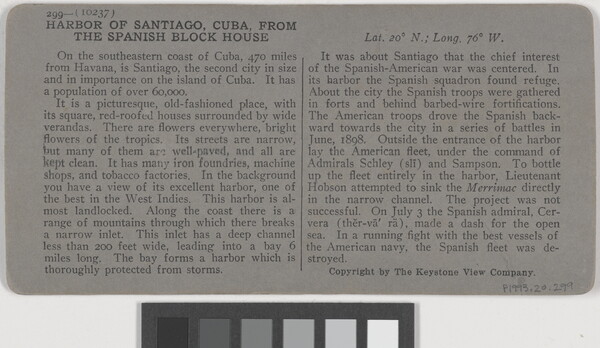 299—(10237)
HARBOR OF SANTIAGO, CUBA, FROM
THE SPANISH BLOCK HOUSE
On the southeastern coast of Cuba, 470 miles
from Havana, is Santiago, the second city in size
and in importance on the island of Cuba. It has
a population of over 60,000.
It is a picturesque, old-fashioned place, with
its square, red-roofed houses surrounded by wide
verandas. There are flowers everywhere, bright
flowers of the tropics. Its streets are narrow,
but many of them are well-paved, and all are
kept clean. It has many iron foundries, machine
shops, and tobacco factories. In the background
you have a view of its excellent harbor, one of
the best in the West Indies. This harbor is al-
most landlocked. Along the coast there is a
range of mountains through which there breaks
a narrow inlet. This inlet has a deep channel
less than 200 feet wide, leading into a bay 6
miles long. The bay forms a harbor which is
thoroughly protected from storms.
Lat. 20° N.; Long. 76° W.
It was about Santiago that the chief interest
of the Spanish-American war was centered. In
its harbor the Spanish squadron found refuge.
About the city the Spanish troops were gathered
in forts and behind barbed-wire fortifications.
The American troops drove the Spanish back-
ward towards the city in a series of battles in
June, 1898. Outside the entrance of the harbor
lay the American fleet, under the command of
Admirals Schley (slī) and Sampson. To bottle
up the fleet entirely in the harbor, Lieutenant
Hobson attempted to sink the Merrimac directly
in the narrow channel. The project was not
successful. On July 3 the Spanish admiral, Cer-
vera (thĕr-vä′ rä), made a dash for the open
sea. In a running fight with the best vessels of
the American navy, the Spanish fleet was de-
stroyed.
Copyright by The Keystone View Company.
P1995.20.299